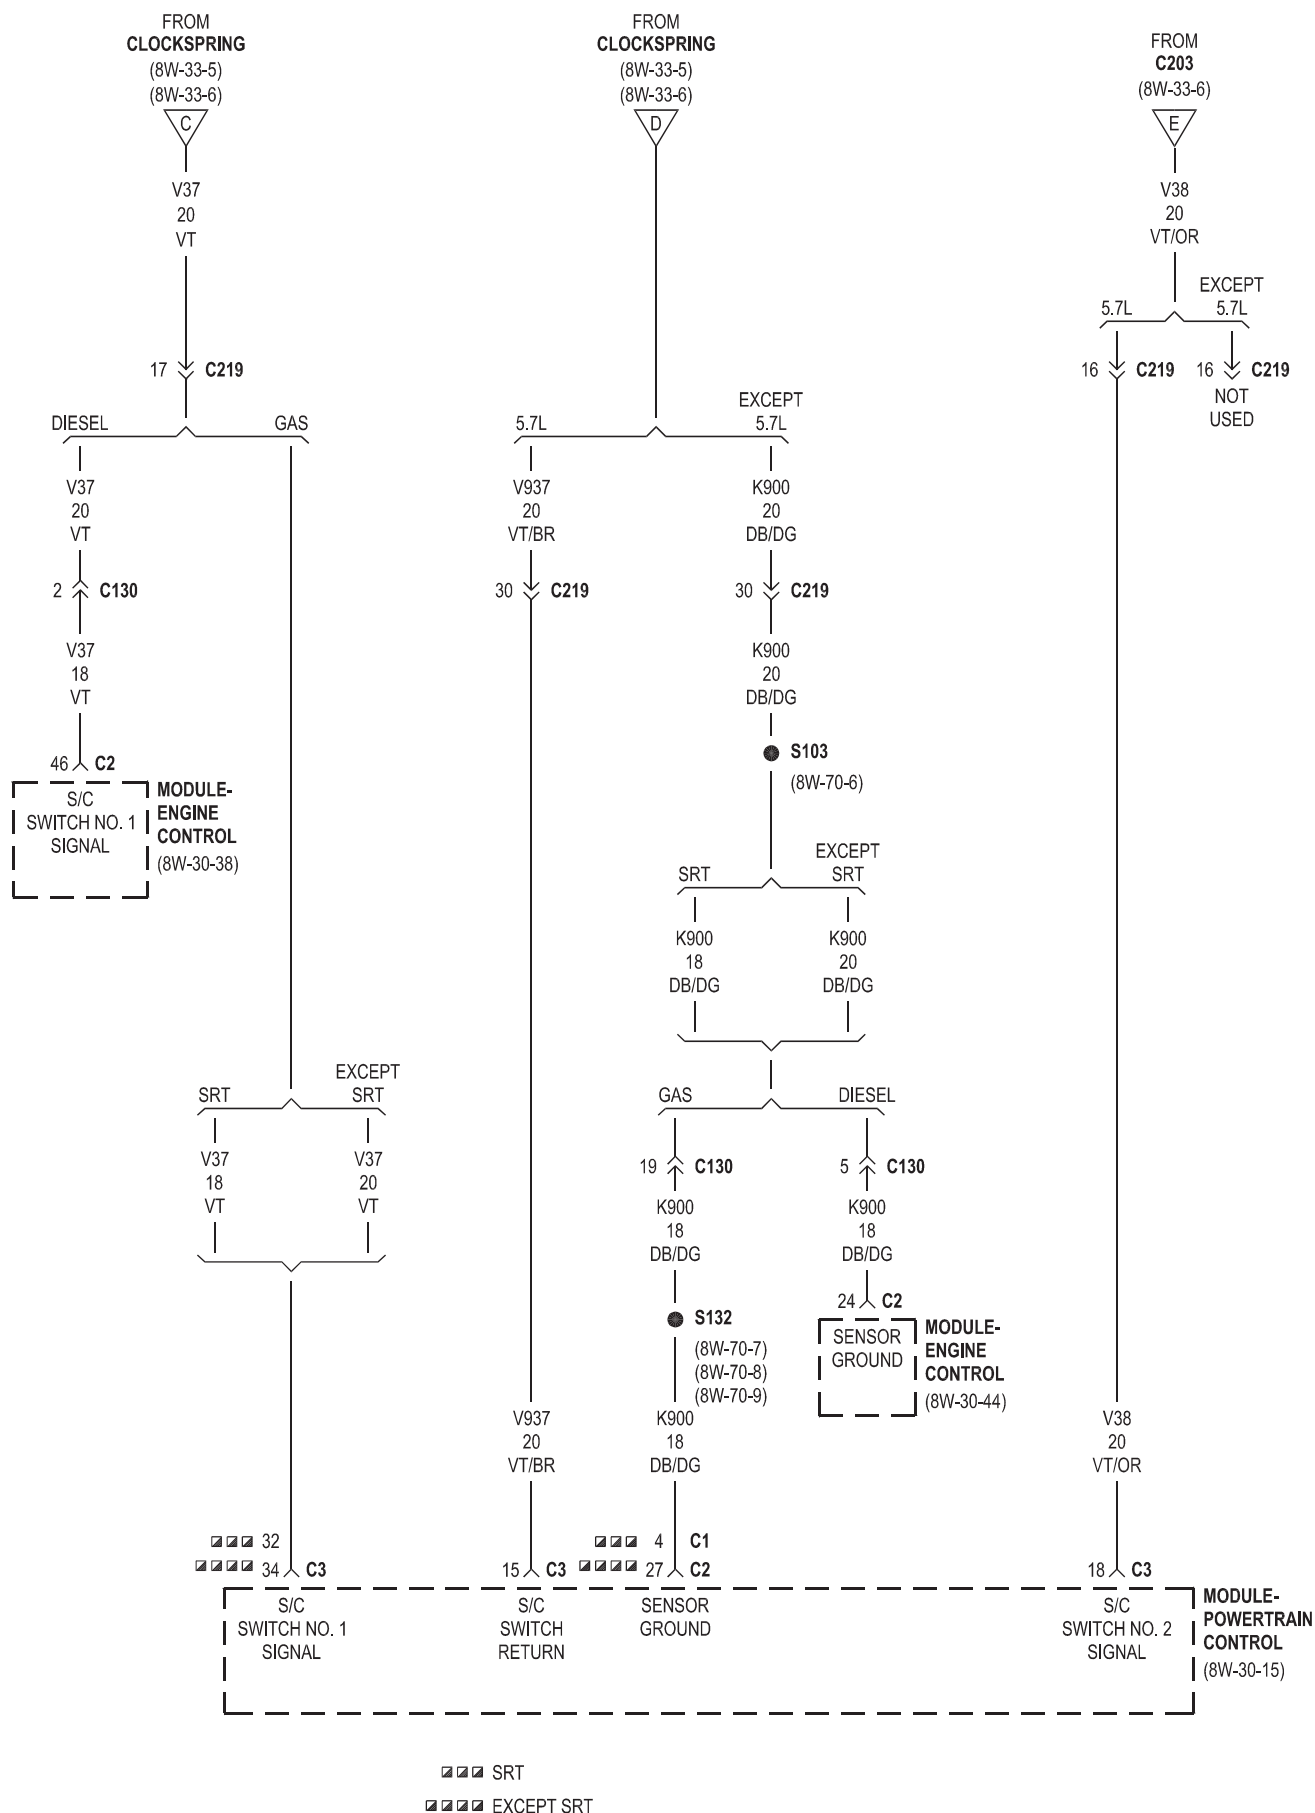 FROM
CLOCKSPRING
(8W-33-5)
(8W-33-6)
C
V37
20
VT
17 C219
DIESEL GAS
V37
20
VT
2 C130
V37
18
VT
46 C2
S/C
SWITCH NO. 1
SIGNAL
MODULE-
ENGINE
CONTROL
(8W-30-38)
SRT
EXCEPT
SRT
V37
18
VT
V37
20
VT
32
34 C3
FROM
CLOCKSPRING
(8W-33-5)
(8W-33-6)
D
5.7L
EXCEPT
5.7L
V937
20
VT/BR
30 C219
K900
20
DB/DG
30 C219
K900
20
DB/DG
S103
(8W-70-6)
SRT
EXCEPT
SRT
K900
18
DB/DG
K900
20
DB/DG
GAS DIESEL
19 C130
K900
18
DB/DG
S132
(8W-70-7)
(8W-70-8)
(8W-70-9)
5 C130
K900
18
DB/DG
24 C2
SENSOR
GROUND
MODULE-
ENGINE
CONTROL
(8W-30-44)
V937
20
VT/BR
15 C3
K900
18
DB/DG
4 C1
27 C2
FROM
C203
(8W-33-6)
E
V38
20
VT/OR
5.7L
EXCEPT
5.7L
16 C219
16 C219
NOT
USED
V38
20
VT/OR
18 C3
S/C
SWITCH NO. 1
SIGNAL
S/C
SWITCH
RETURN
SENSOR
GROUND
S/C
SWITCH NO. 2
SIGNAL
MODULE-
POWERTRAIN
CONTROL
(8W-30-15)
SRT
EXCEPT SRT